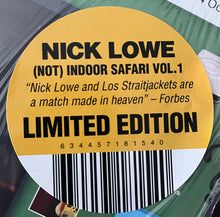 NICK LOWE
(NOT) INDOOR SAFARI VOL.1
“Nick Lowe and Los Straitjackets are
a match made in heaven” – Forbes
LIMITED EDITION
6344457181540